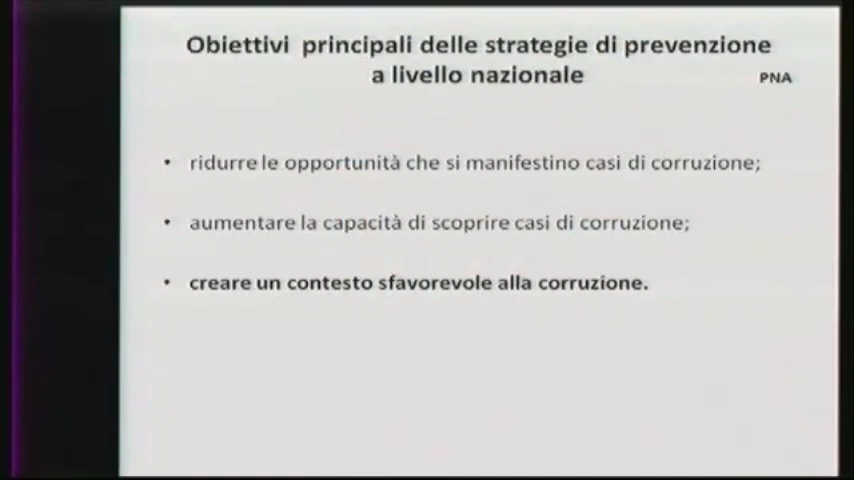 Obiettivi principali delle strategie di prevenzione
a livello nazionale
PNA
• ridurre le opportunità che si manifestino casi di corruzione;
• aumentare la capacità di scoprire casi di corruzione;
• creare un contesto sfavorevole alla corruzione.